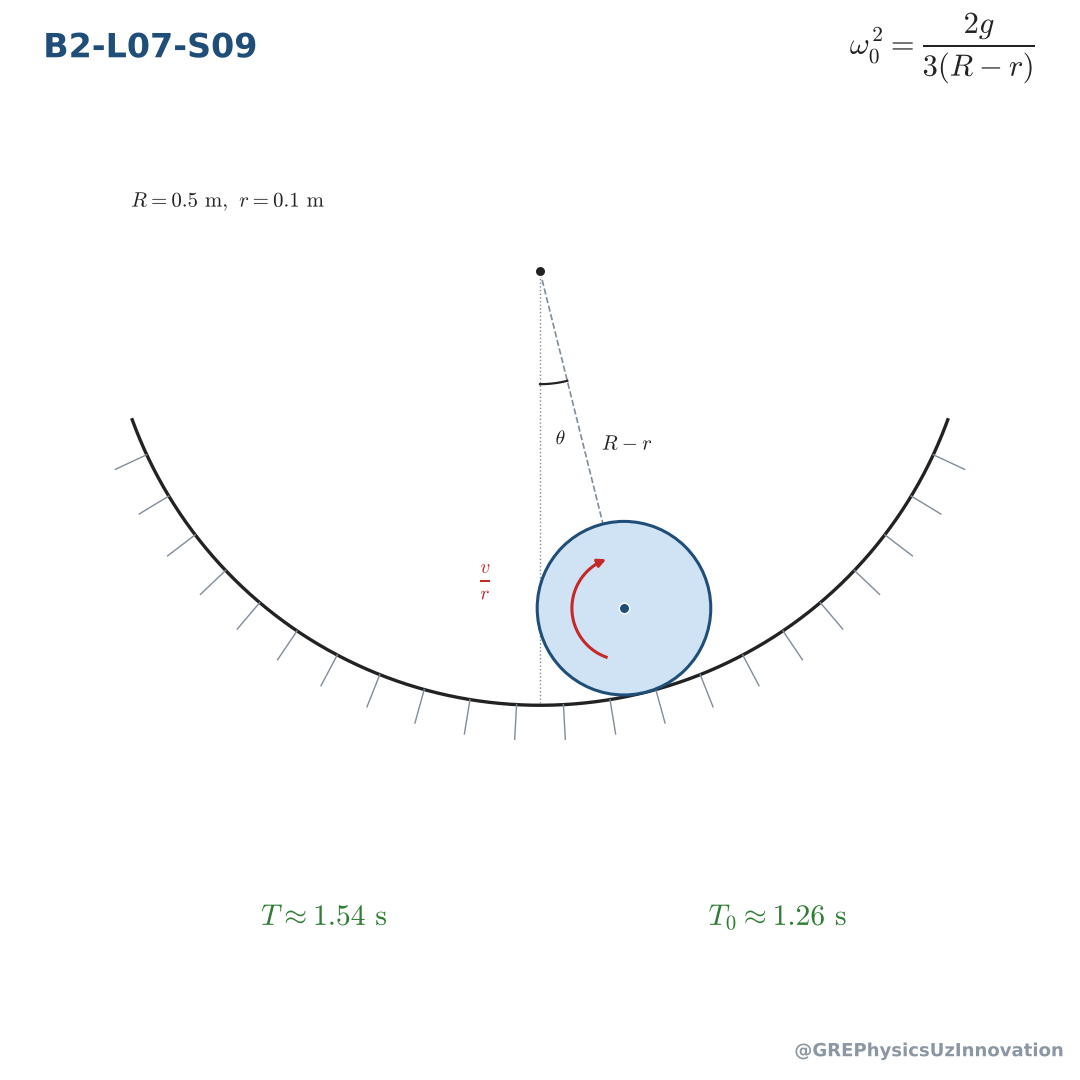 B2-L07-S09
ω₀² = 2g / 3(R − r)
R = 0.5 m, r = 0.1 m
θ
R − r
v / r
T ≈ 1.54 s
T₀ ≈ 1.26 s
@GREPhysicsUzInnovation